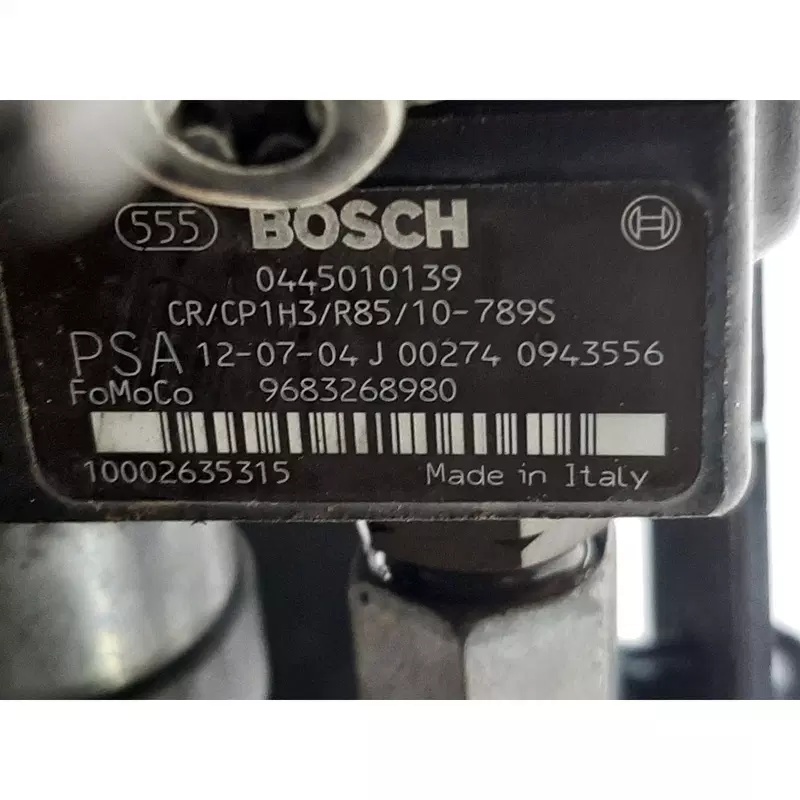 555 BOSCH
0445010139
CR/CP1H3/R85/10-789S
PSA 12-07-04 J 00274 0943556
FoMoCo 9683268980
10002635315 Made in Italy